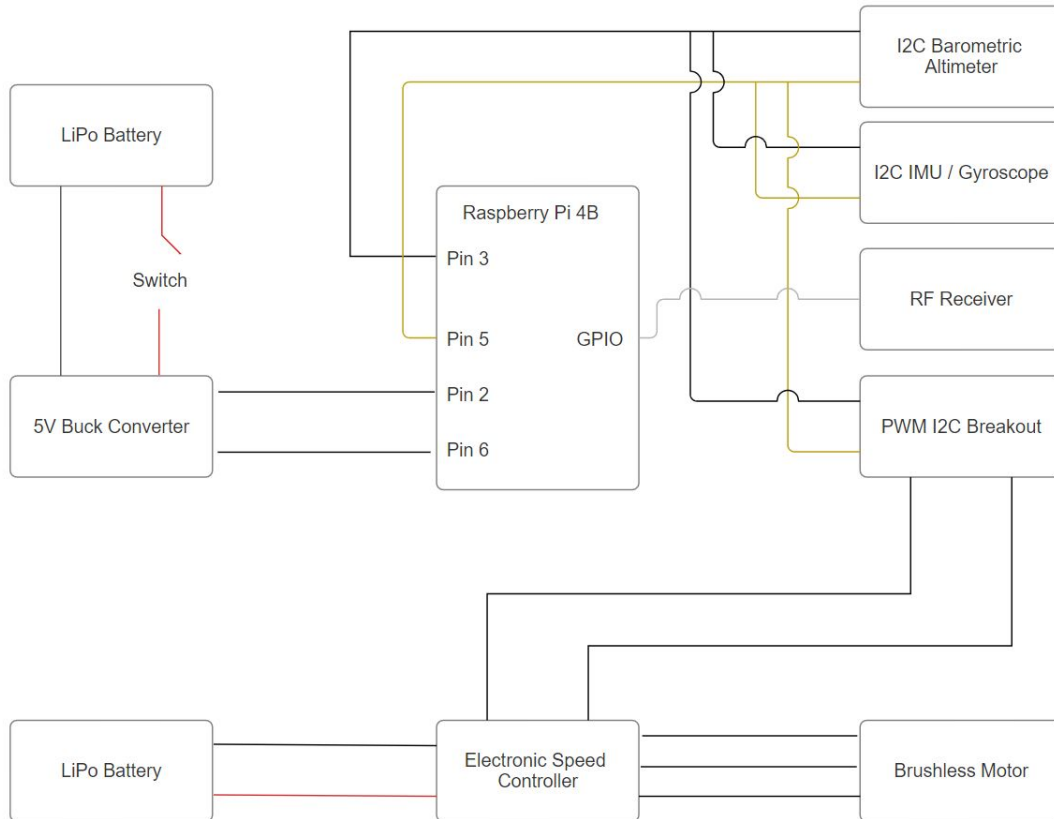 I2C Barometric
Altimeter
LiPo Battery
I2C IMU / Gyroscope
Raspberry Pi 4B
Pin 3
Switch
RF Receiver
Pin 5
GPIO
Pin 2
5V Buck Converter
PWM I2C Breakout
Pin 6
LiPo Battery
Electronic Speed
Controller
Brushless Motor